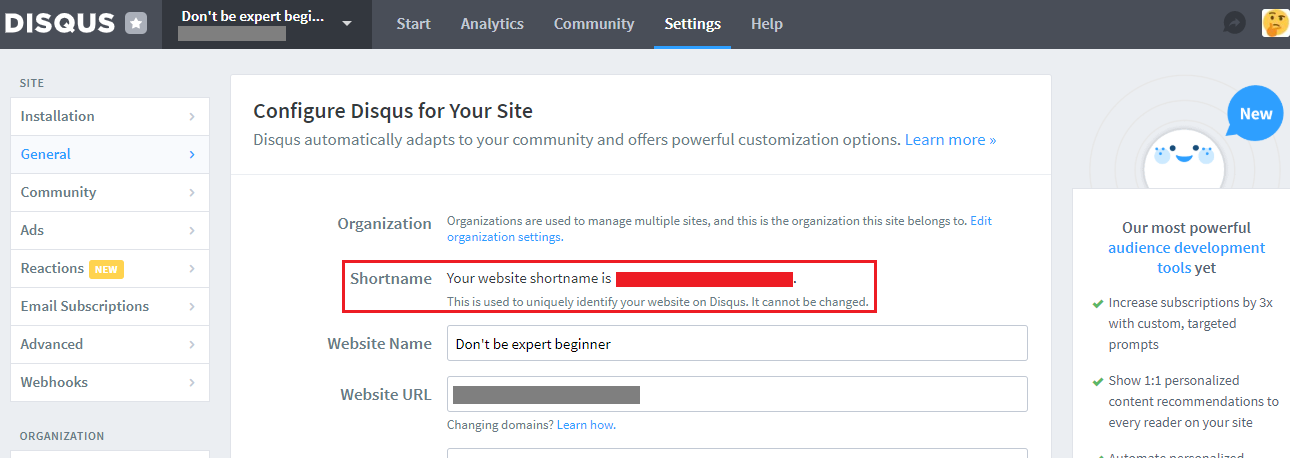 DISQUS
Don't be expert begi...
Start
Analytics
Community
Settings
Help
SITE
Installation
General
Community
Ads
Reactions NEW
Email Subscriptions
Advanced
Webhooks
ORGANIZATION
Configure Disqus for Your Site
Disqus automatically adapts to your community and offers powerful customization options. Learn more »
Organization
Organizations are used to manage multiple sites, and this is the organization this site belongs to. Edit
organization settings.
Shortname
Your website shortname is .
This is used to uniquely identify your website on Disqus. It cannot be changed.
Website Name
Don't be expert beginner
Website URL
Changing domains? Learn how.
New
Our most powerful
audience development
tools yet
Increase subscriptions by 3x
with custom, targeted
prompts
Show 1:1 personalized
content recommendations to
every reader on your site
Automate personalized